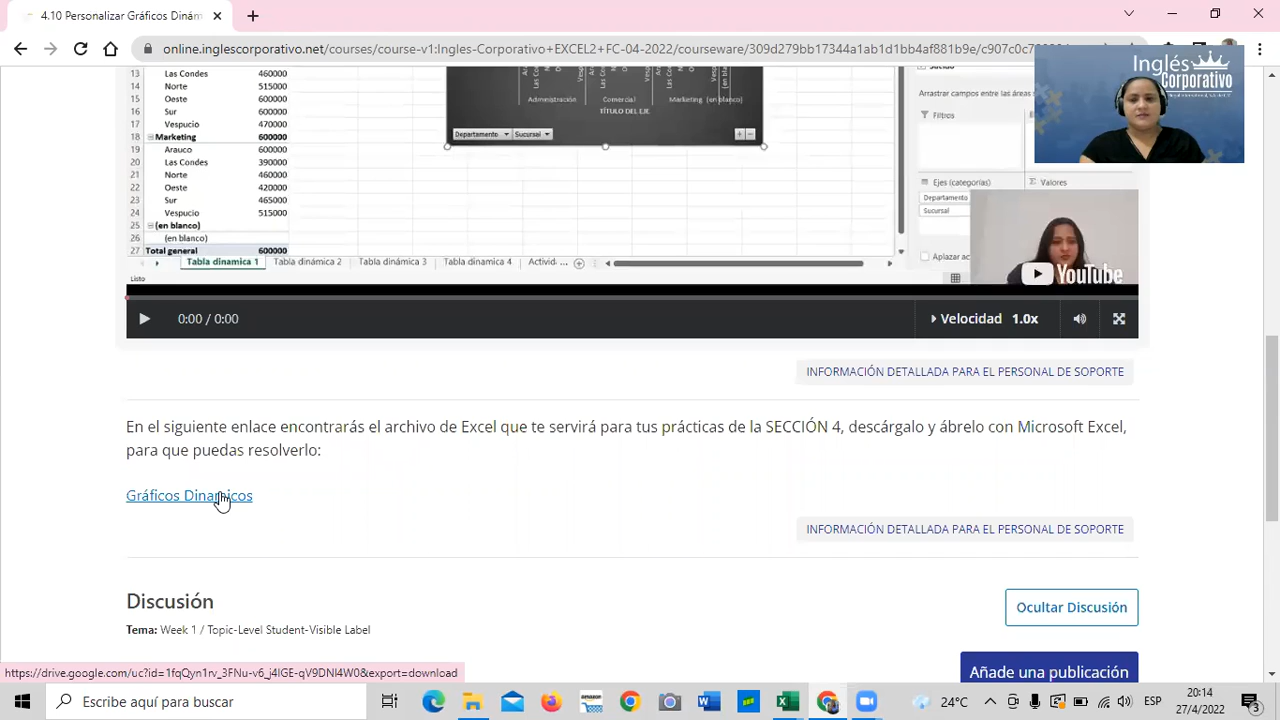 4.10 Personalizar Gráficos
online.inglescorporativo.net/courses/course-v1:Ingles-Corporativo+EXCEL2+FC-04-2022/courseware/309d279bb17344a1ab1d1bb4af881b9e/c907c0c7
Inglés
Corporativo
13 Las Condes 460000
14 Norte 515000
15 Oeste 600000
16 Sur 600000
17 Vespucio 470000
18 Marketing 600000
19 Arauco 600000
20 Las Condes 390000
21 Norte 460000
22 Oeste 420000
23 Sur 465000
24 Vespucio 515000
25 (en blanco)
26 (en blanco)
27 Total general 600000
Administración Comercial Marketing (en blanco)
TÍTULO DEL EJE
Departamento Sucursal
Arrastrar campos entre las áreas
Filtros
Ejes (categorías) Σ Valores
Departamento
Sucursal
Aplazar
Tabla dinamica 1 Tabla dinámica 2 Tabla dinámica 3 Tabla dinamica 4 Activid ...
Listo
YouTube
0:00 / 0:00 Velocidad 1.0x
INFORMACIÓN DETALLADA PARA EL PERSONAL DE SOPORTE
En el siguiente enlace encontrarás el archivo de Excel que te servirá para tus prácticas de la SECCIÓN 4, descárgalo y ábrelo con Microsoft Excel,
para que puedas resolverlo:
Gráficos Dinamicos
INFORMACIÓN DETALLADA PARA EL PERSONAL DE SOPORTE
Discusión
Ocultar Discusión
Tema: Week 1 / Topic-Level Student-Visible Label
Añade una publicación
https://drive.google.com/uc?id=1fqQyn1rv_3FNu-v6_j4IGE-qV9DNI4W0&export=download
Escribe aquí para buscar
amazon
24°C
ESP
20:14
27/4/2022
3